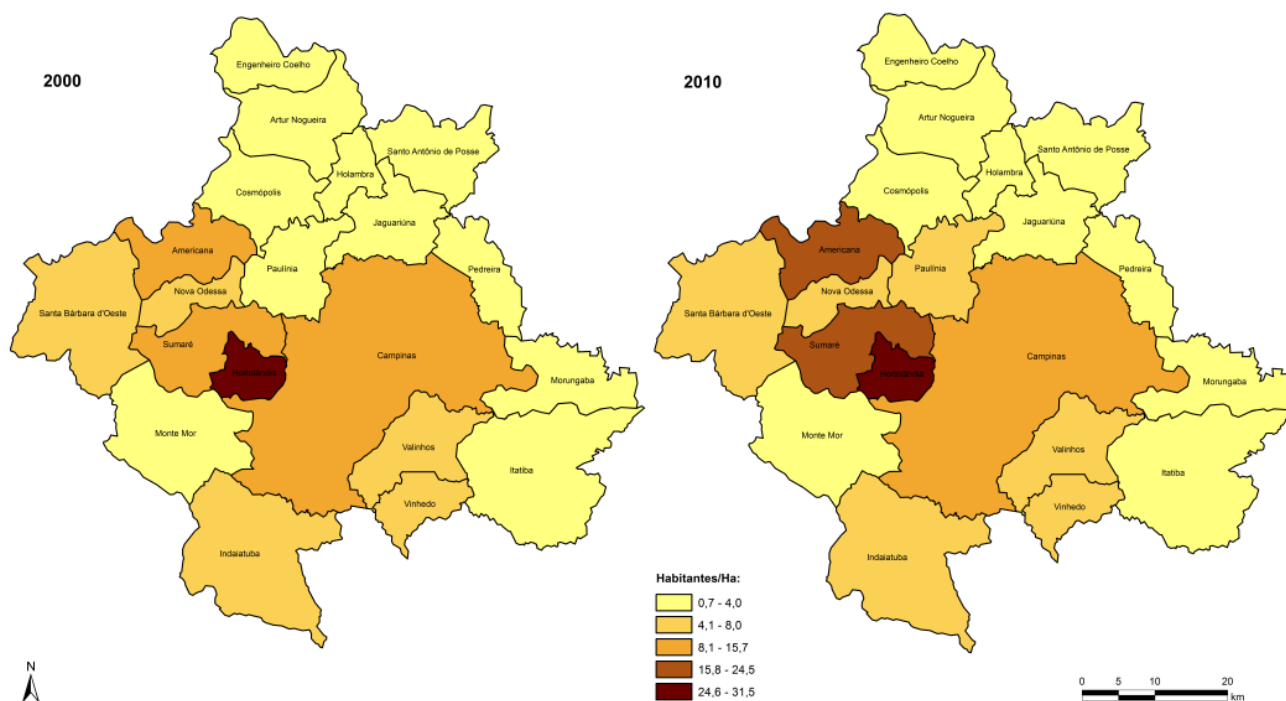 2000
Engenheiro Coelho
Artur Nogueira
Santo Antônio de Posse
Holambra
Cosmópolis
Jaguariúna
Americana
Paulínia
Pedreira
Nova Odessa
Santa Bárbara d'Oeste
Sumaré
Campinas
Hortolândia
Morungaba
Monte Mor
Valinhos
Itatiba
Vinhedo
Indaiatuba
N
2010
Engenheiro Coelho
Artur Nogueira
Santo Antônio de Posse
Holambra
Cosmópolis
Jaguariúna
Americana
Paulínia
Pedreira
Nova Odessa
Santa Bárbara d'Oeste
Sumaré
Campinas
Hortolândia
Morungaba
Monte Mor
Valinhos
Itatiba
Vinhedo
Indaiatuba
Habitantes/Ha:
0,7 - 4,0
4,1 - 8,0
8,1 - 15,7
15,8 - 24,5
24,6 - 31,5
0 5 10 20
km